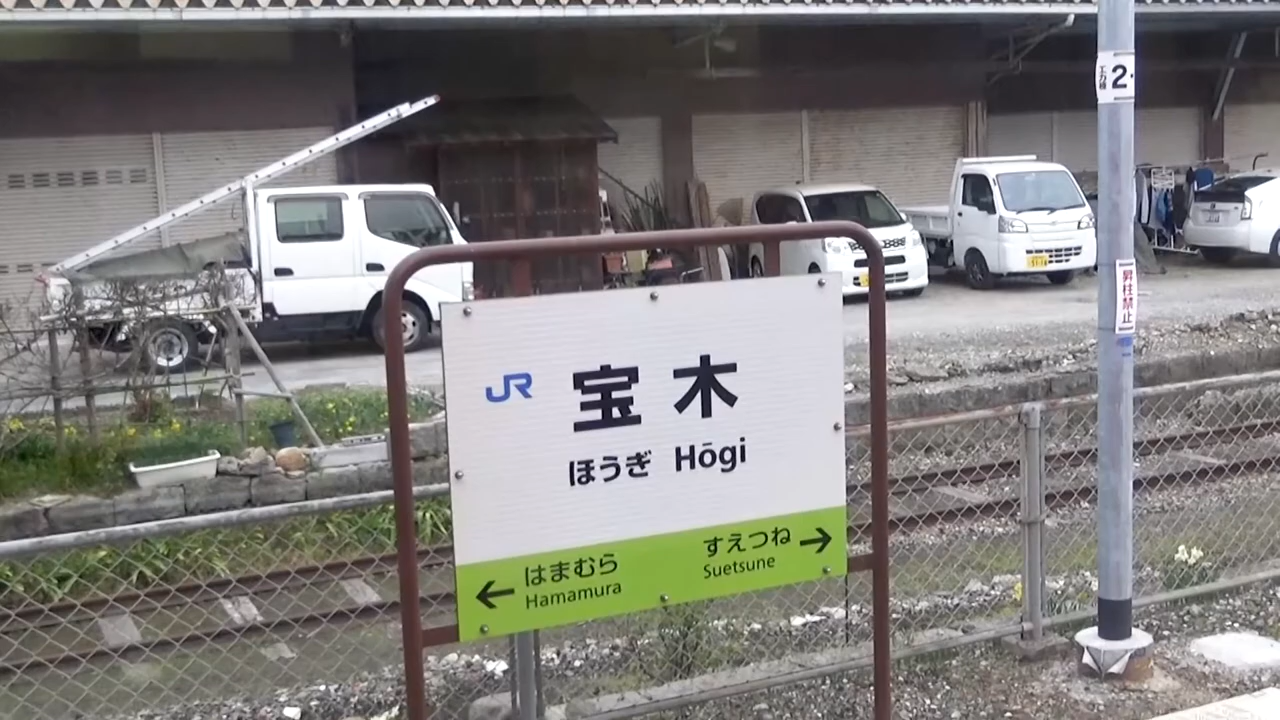 JR 宝木
ほうぎ Hōgi
← はまむら
Hamamura
すえつね →
Suetsune
2
昇柱禁止